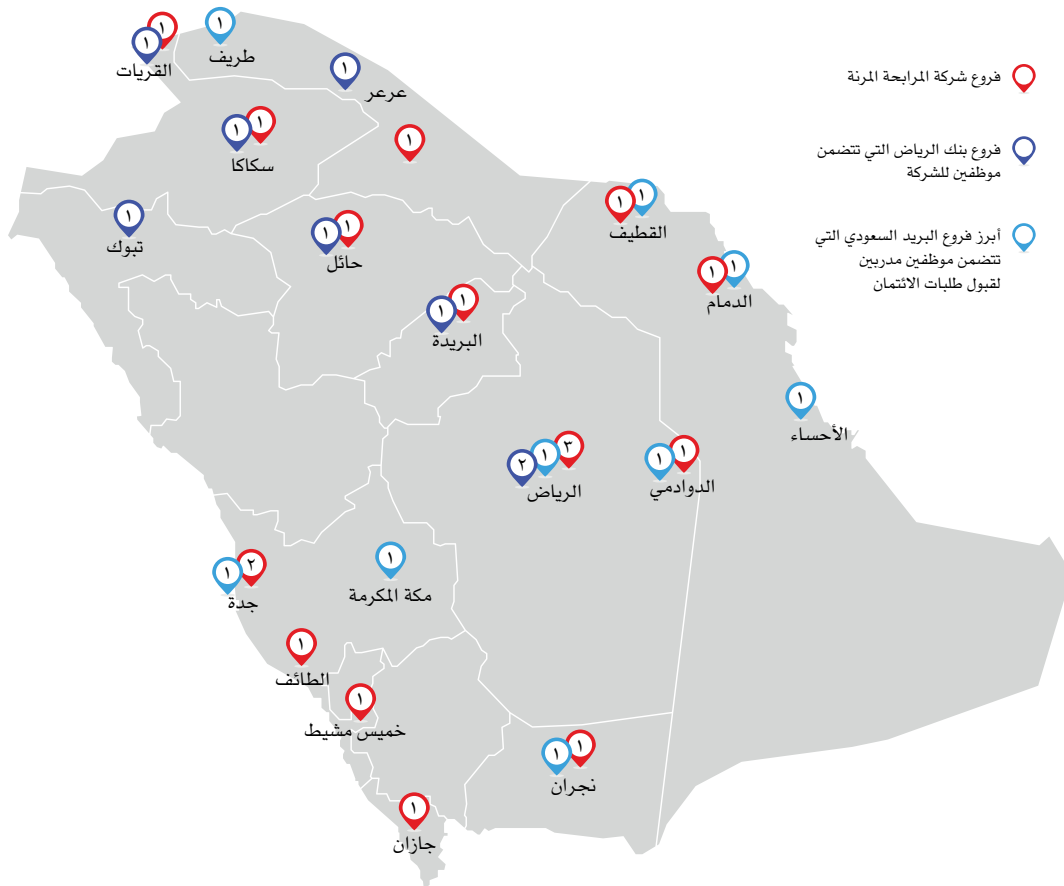 فروع شركة المرابحة المرنة
فروع بنك الرياض التي تتضمن
موظفين للشركة
أبرز فروع البريد السعودي التي
تتضمن موظفين مدربين
لقبول طلبات الائتمان
١ ١
القريات
١
طريف
١
عرعر
١ ١
سكاكا
١
١
تبوك
١ ١
حائل
١ ١
القطيف
١ ١
الدمام
١ ١
البريدة
١
الأحساء
٣ ١ ٢
الرياض
١ ١
الدوادمي
٢ ١
جدة
١
مكة المكرمة
١
الطائف
١
خميس مشيط
١ ١
نجران
١
جازان